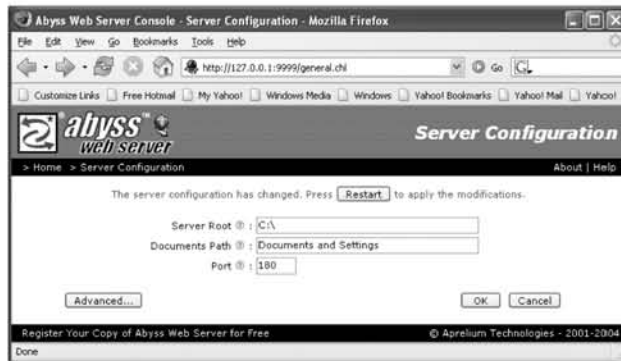 Abyss Web Server Console - Server Configuration - Mozilla Firefox
File Edit View Go Bookmarks Tools Help
http://127.0.0.1:9999/general.chl Go G
Customize Links Free Hotmail My Yahoo! Windows Media Windows Yahoo! Bookmarks Yahoo! Mail Yahoo!
abyss™
web server
Server Configuration
> Home > Server Configuration About | Help
The server configuration has changed. Press Restart to apply the modifications.
Server Root ? : C:\
Documents Path ? : Documents and Settings
Port ? : 180
Advanced... OK Cancel
Register Your Copy of Abyss Web Server for Free © Aprelium Technologies - 2001-2004
Done